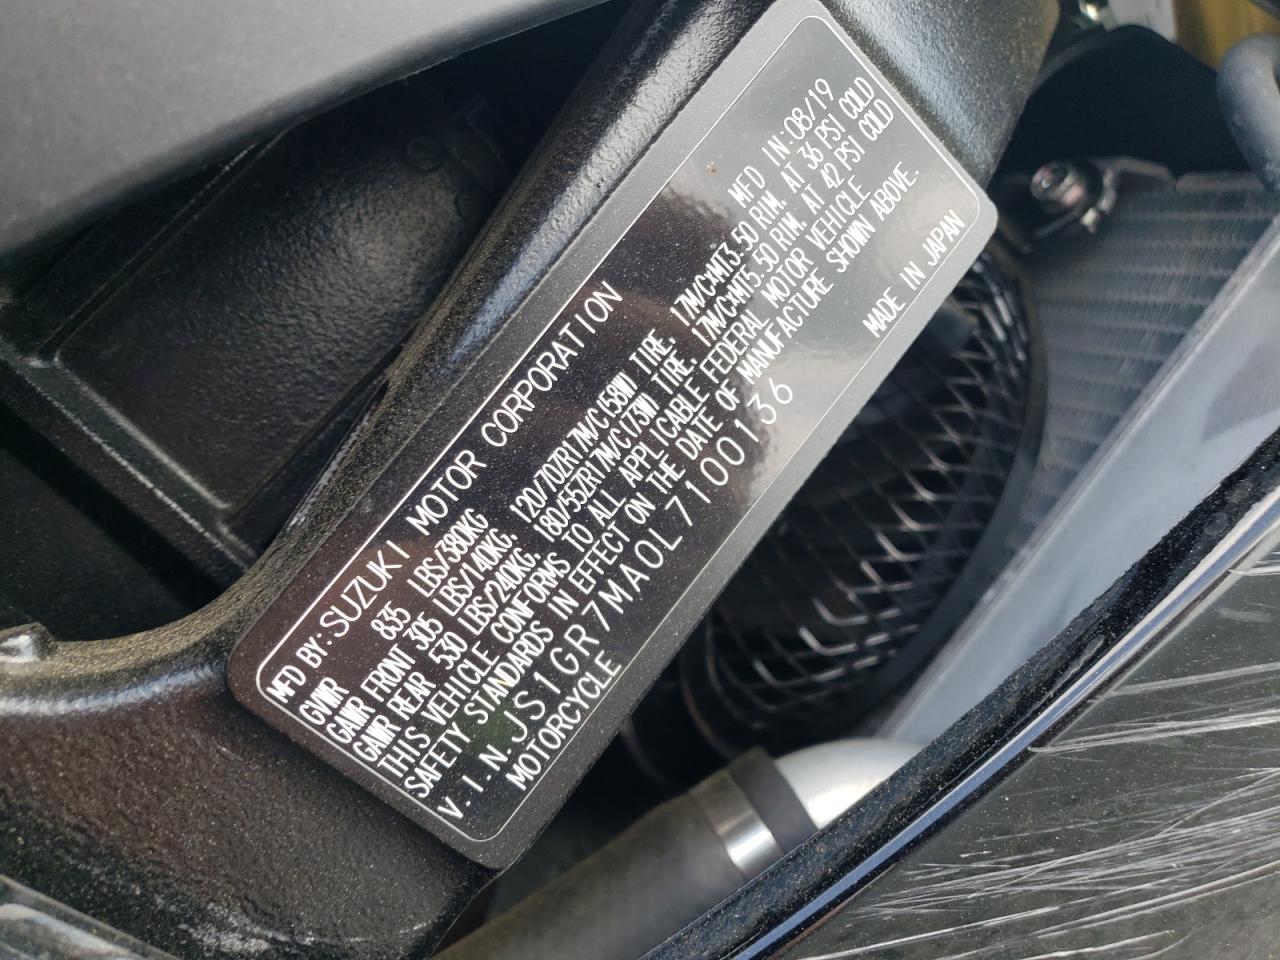 MFD BY:SUZUKI MOTOR CORPORATION MFD IN:08/19
GVWR 835 LBS/380KG
GAWR FRONT 305 LBS/140KG. 120/70ZR17M/C(58W) TIRE. 17M/CxMT3.50 RIM. AT 36 PSI COLD
GAWR REAR 530 LBS/240KG. 180/55ZR17M/C(73W) TIRE. 17M/CxMT5.50 RIM. AT 42 PSI COLD
THIS VEHICLE CONFORMS TO ALL APPLICABLE FEDERAL MOTOR VEHICLE
SAFETY STANDARDS IN EFFECT ON THE DATE OF MANUFACTURE SHOWN ABOVE.
V.I.N.JS1GR7MA0L7100136
MOTORCYCLE MADE IN JAPAN